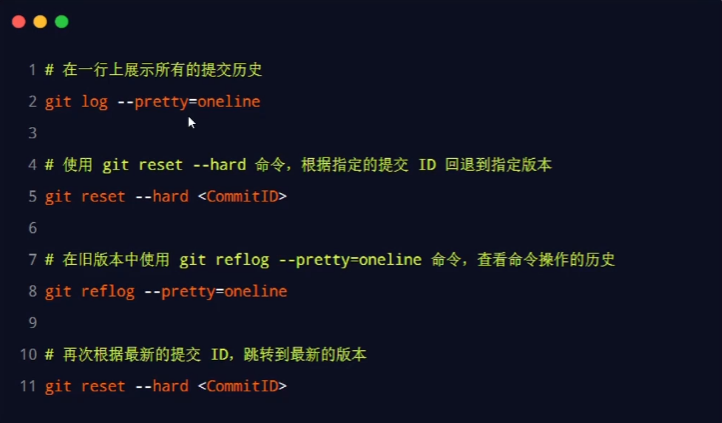 1 # 在一行上展示所有的提交历史
2 git log --pretty=oneline
3
4 # 使用 git reset --hard 命令，根据指定的提交 ID 回退到指定版本
5 git reset --hard <CommitID>
6
7 # 在旧版本中使用 git reflog --pretty=oneline 命令，查看命令操作的历史
8 git reflog --pretty=oneline
9
10 # 再次根据最新的提交 ID，跳转到最新的版本
11 git reset --hard <CommitID>